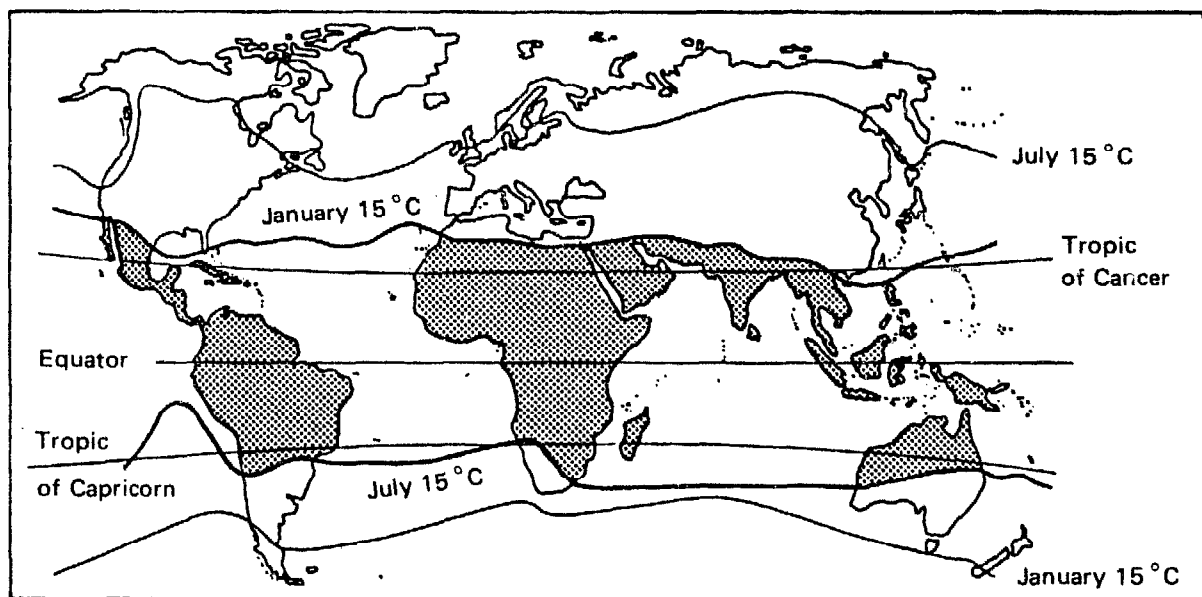 July 15 °C
January 15 °C
Tropic
of Cancer
Equator
Tropic
of Capricorn
July 15 °C
January 15 °C